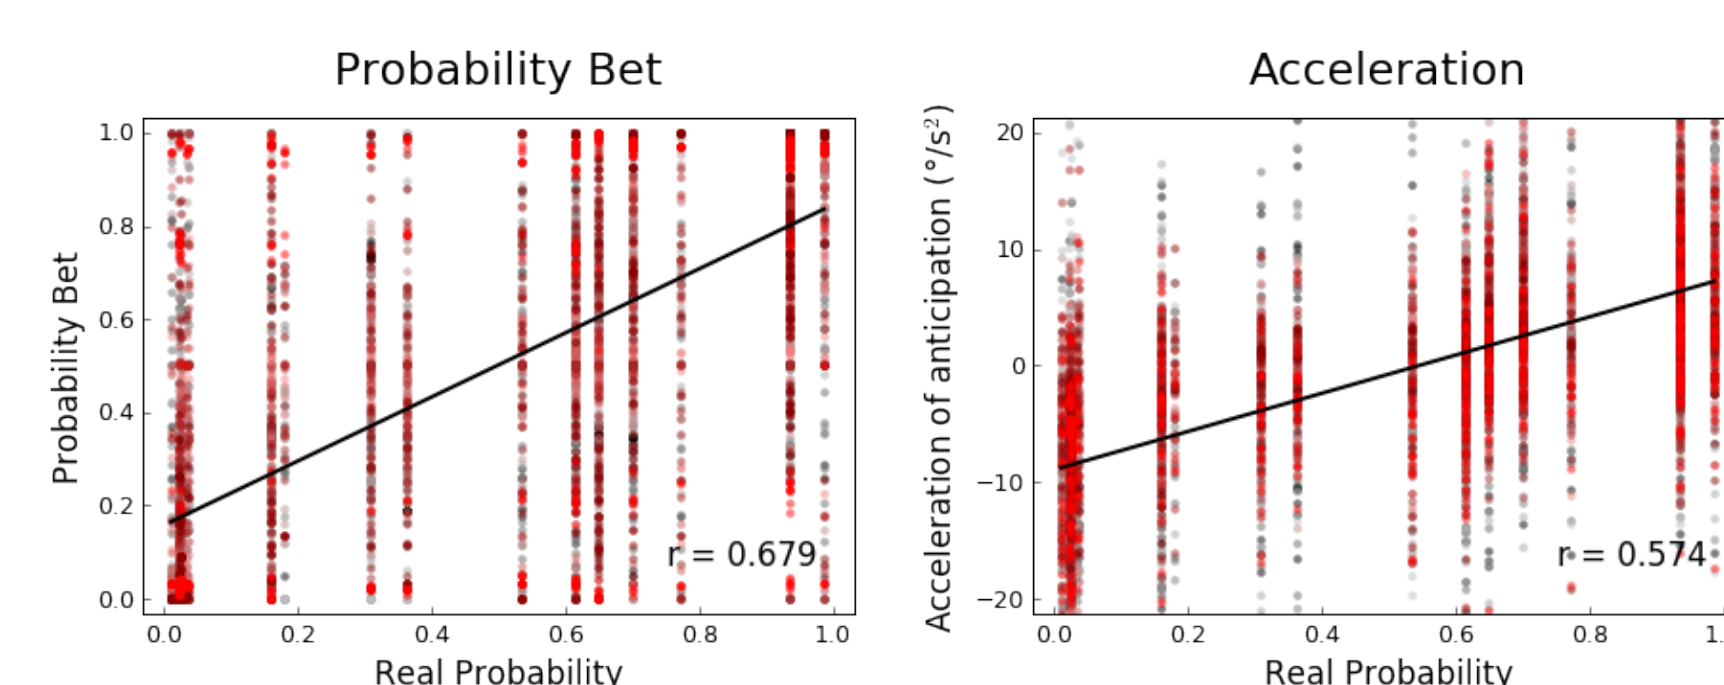 Probability Bet
Probability Bet
1.0
0.8
0.6
0.4
0.2
0.0
r = 0.679
0.0 0.2 0.4 0.6 0.8 1.0
Real Probability
Acceleration
Acceleration of anticipation (°/s²)
20
10
0
−10
−20
r = 0.574
0.0 0.2 0.4 0.6 0.8 1.
Real Probability